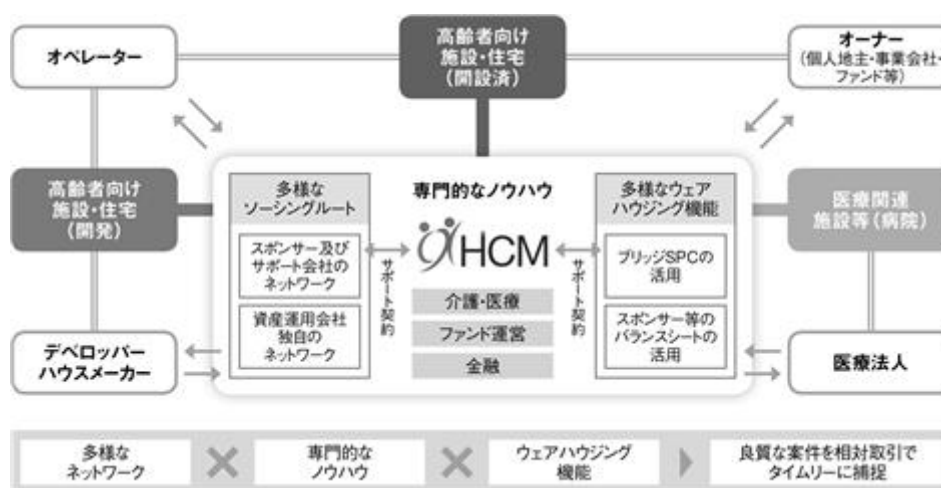 オペレーター
高齢者向け
施設・住宅
(開設済)
オーナー
(個人地主・事業会社・
ファンド等)
高齢者向け
施設・住宅
(開発)
多様な
ソーシングルート
スポンサー及び
サポート会社の
ネットワーク
資産運用会社
独自の
ネットワーク
サポート契約
専門的なノウハウ
HCM
介護・医療
ファンド運営
金融
サポート契約
多様なウェア
ハウジング機能
ブリッジSPCの
活用
スポンサー等の
バランスシートの
活用
医療関連
施設等(病院)
デベロッパー
ハウスメーカー
医療法人
多様な
ネットワーク
専門的な
ノウハウ
ウェアハウジング
機能
良質な案件を相対取引で
タイムリーに捕捉